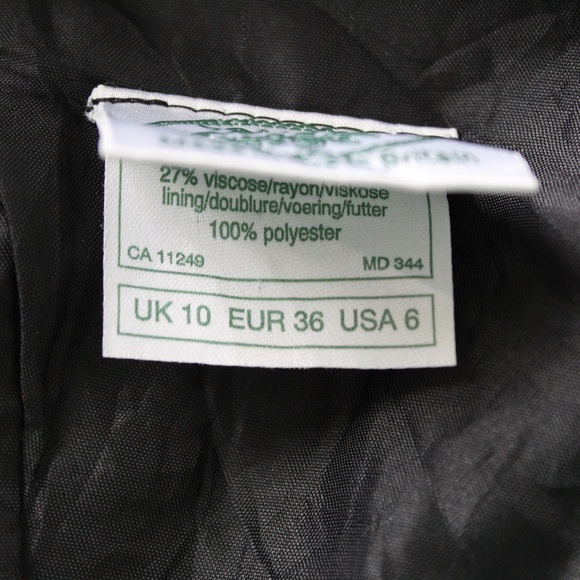 britain
27% viscose/rayon/viskose
lining/doublure/voering/futter
100% polyester
CA 11249 MD 344
UK 10 EUR 36 USA 6